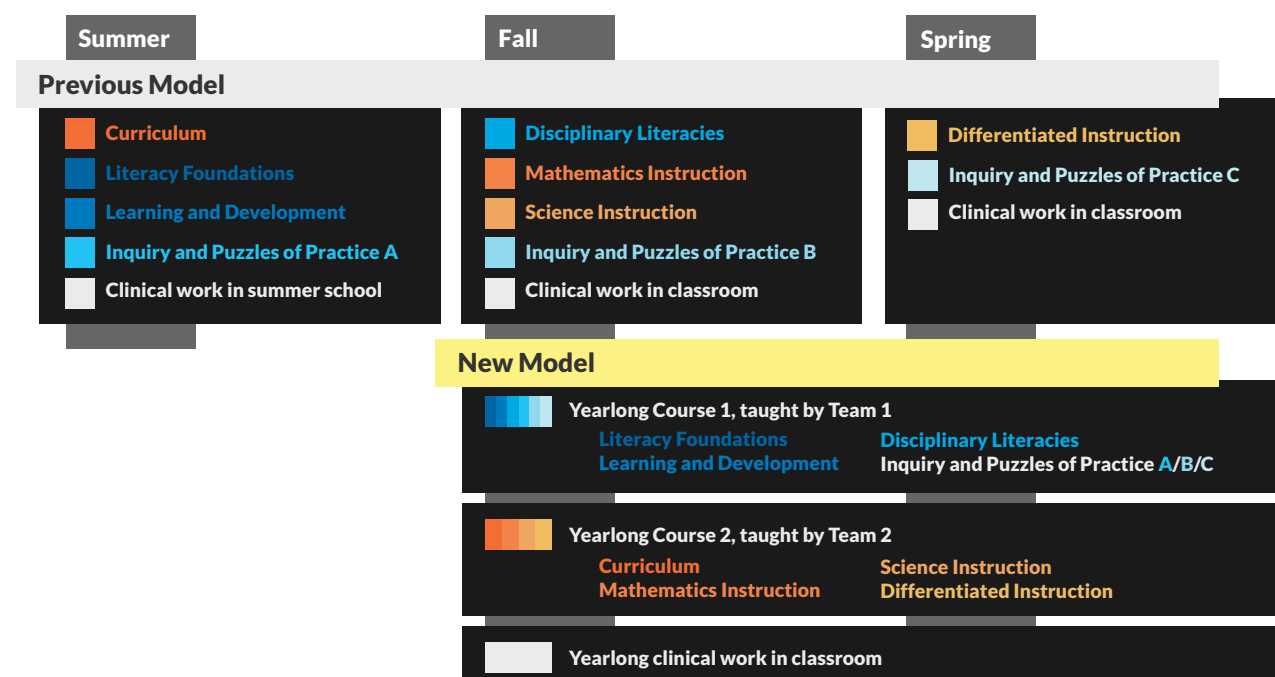 Summer
Fall
Spring
Previous Model
Curriculum
Literacy Foundations
Learning and Development
Inquiry and Puzzles of Practice A
Clinical work in summer school
Disciplinary Literacies
Mathematics Instruction
Science Instruction
Inquiry and Puzzles of Practice B
Clinical work in classroom
Differentiated Instruction
Inquiry and Puzzles of Practice C
Clinical work in classroom
New Model
Yearlong Course 1, taught by Team 1
Literacy Foundations
Learning and Development
Disciplinary Literacies
Inquiry and Puzzles of Practice A/B/C
Yearlong Course 2, taught by Team 2
Curriculum
Mathematics Instruction
Science Instruction
Differentiated Instruction
Yearlong clinical work in classroom